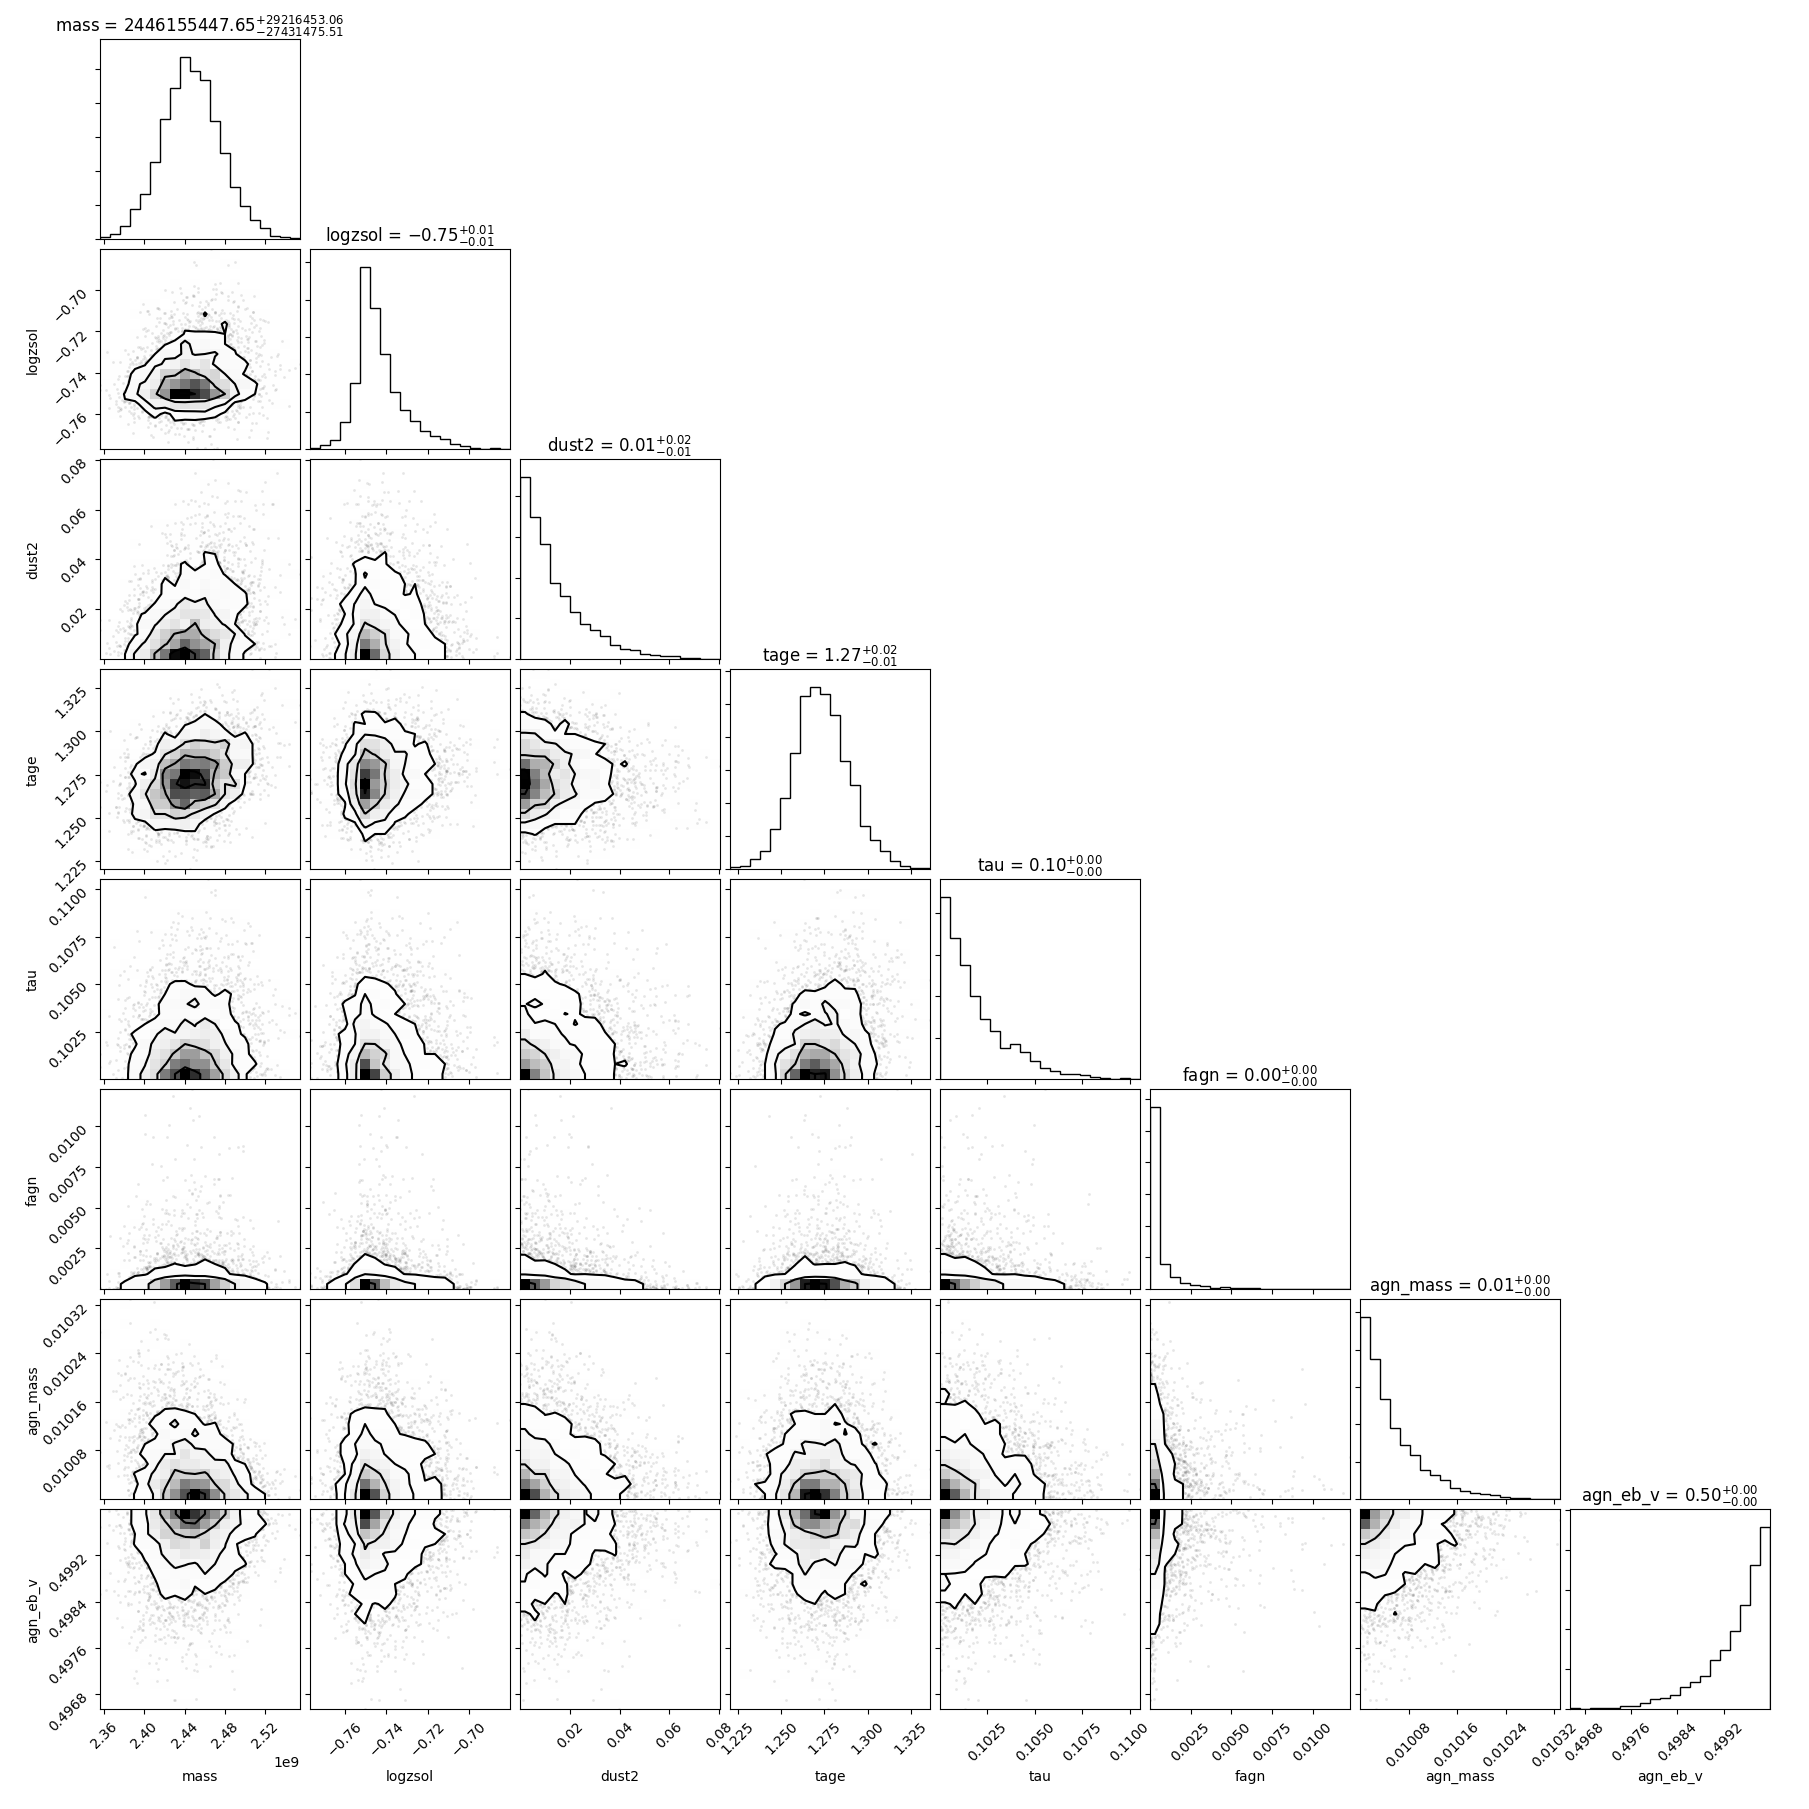 mass = 2446155447.65 +29216453.06 −27431475.51
logzsol = −0.75 +0.01 −0.01
−0.70
−0.72
−0.74
−0.76
logzsol
dust2 = 0.01 +0.02 −0.01
0.08
0.06
0.04
0.02
dust2
tage = 1.27 +0.02 −0.01
1.325
1.300
1.275
1.250
1.225
tage
tau = 0.10 +0.00 −0.00
0.1100
0.1075
0.1050
0.1025
tau
fagn = 0.00 +0.00 −0.00
0.0100
0.0075
0.0050
0.0025
fagn
agn_mass = 0.01 +0.00 −0.00
0.01032
0.01024
0.01016
0.01008
agn_mass
agn_eb_v = 0.50 +0.00 −0.00
0.4992
0.4984
0.4976
0.4968
agn_eb_v
2.36 2.40 2.44 2.48 2.52 −0.76 −0.74 −0.72 −0.70 0.02 0.04 0.06 0.08 1.225 1.250 1.275 1.300 1.325 0.1025 0.1050 0.1075 0.1100 0.0025 0.0050 0.0075 0.0100 0.01008 0.01016 0.01024 0.01032 0.4968 0.4976 0.4984 0.4992
1e9
mass logzsol dust2 tage tau fagn agn_mass agn_eb_v